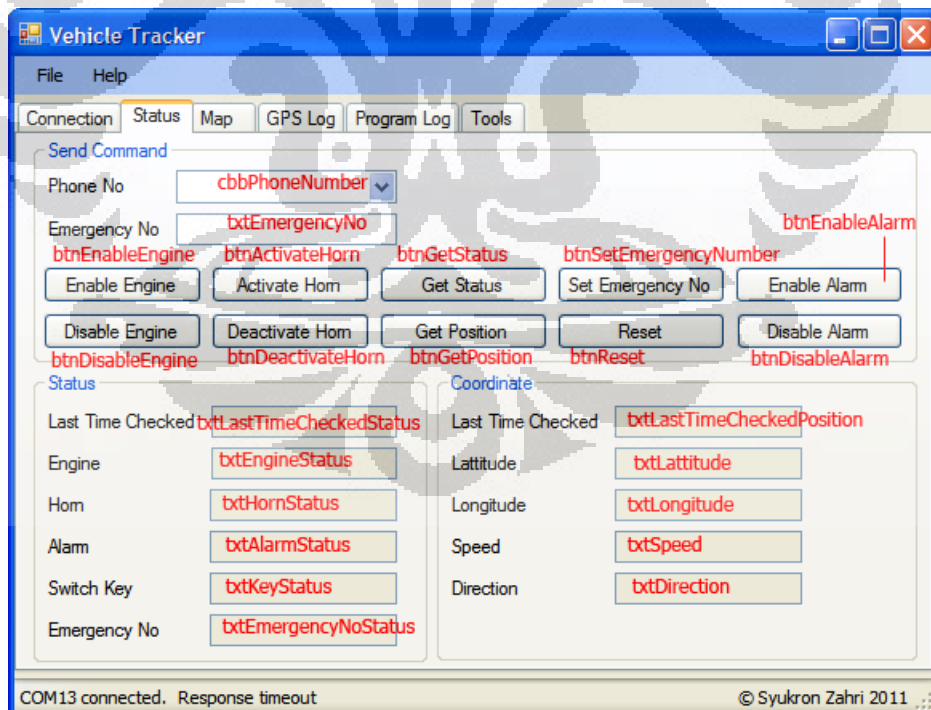 Vehicle Tracker
File Help
Connection Status Map GPS Log Program Log Tools
Send Command
Phone No cbbPhoneNumber
Emergency No txtEmergencyNo btnEnableAlarm
btnEnableEngine btnActivateHorn btnGetStatus btnSetEmergencyNumber
Enable Engine Activate Horn Get Status Set Emergency No Enable Alarm
Disable Engine Deactivate Horn Get Position Reset Disable Alarm
btnDisableEngine btnDeactivateHorn btnGetPosition btnReset btnDisableAlarm
Status Coordinate
Last Time Checked txtLastTimeCheckedStatus Last Time Checked txtLastTimeCheckedPosition
Engine txtEngineStatus Lattitude txtLattitude
Horn txtHornStatus Longitude txtLongitude
Alarm txtAlarmStatus Speed txtSpeed
Switch Key txtKeyStatus Direction txtDirection
Emergency No txtEmergencyNoStatus
COM13 connected. Response timeout © Syukron Zahri 2011